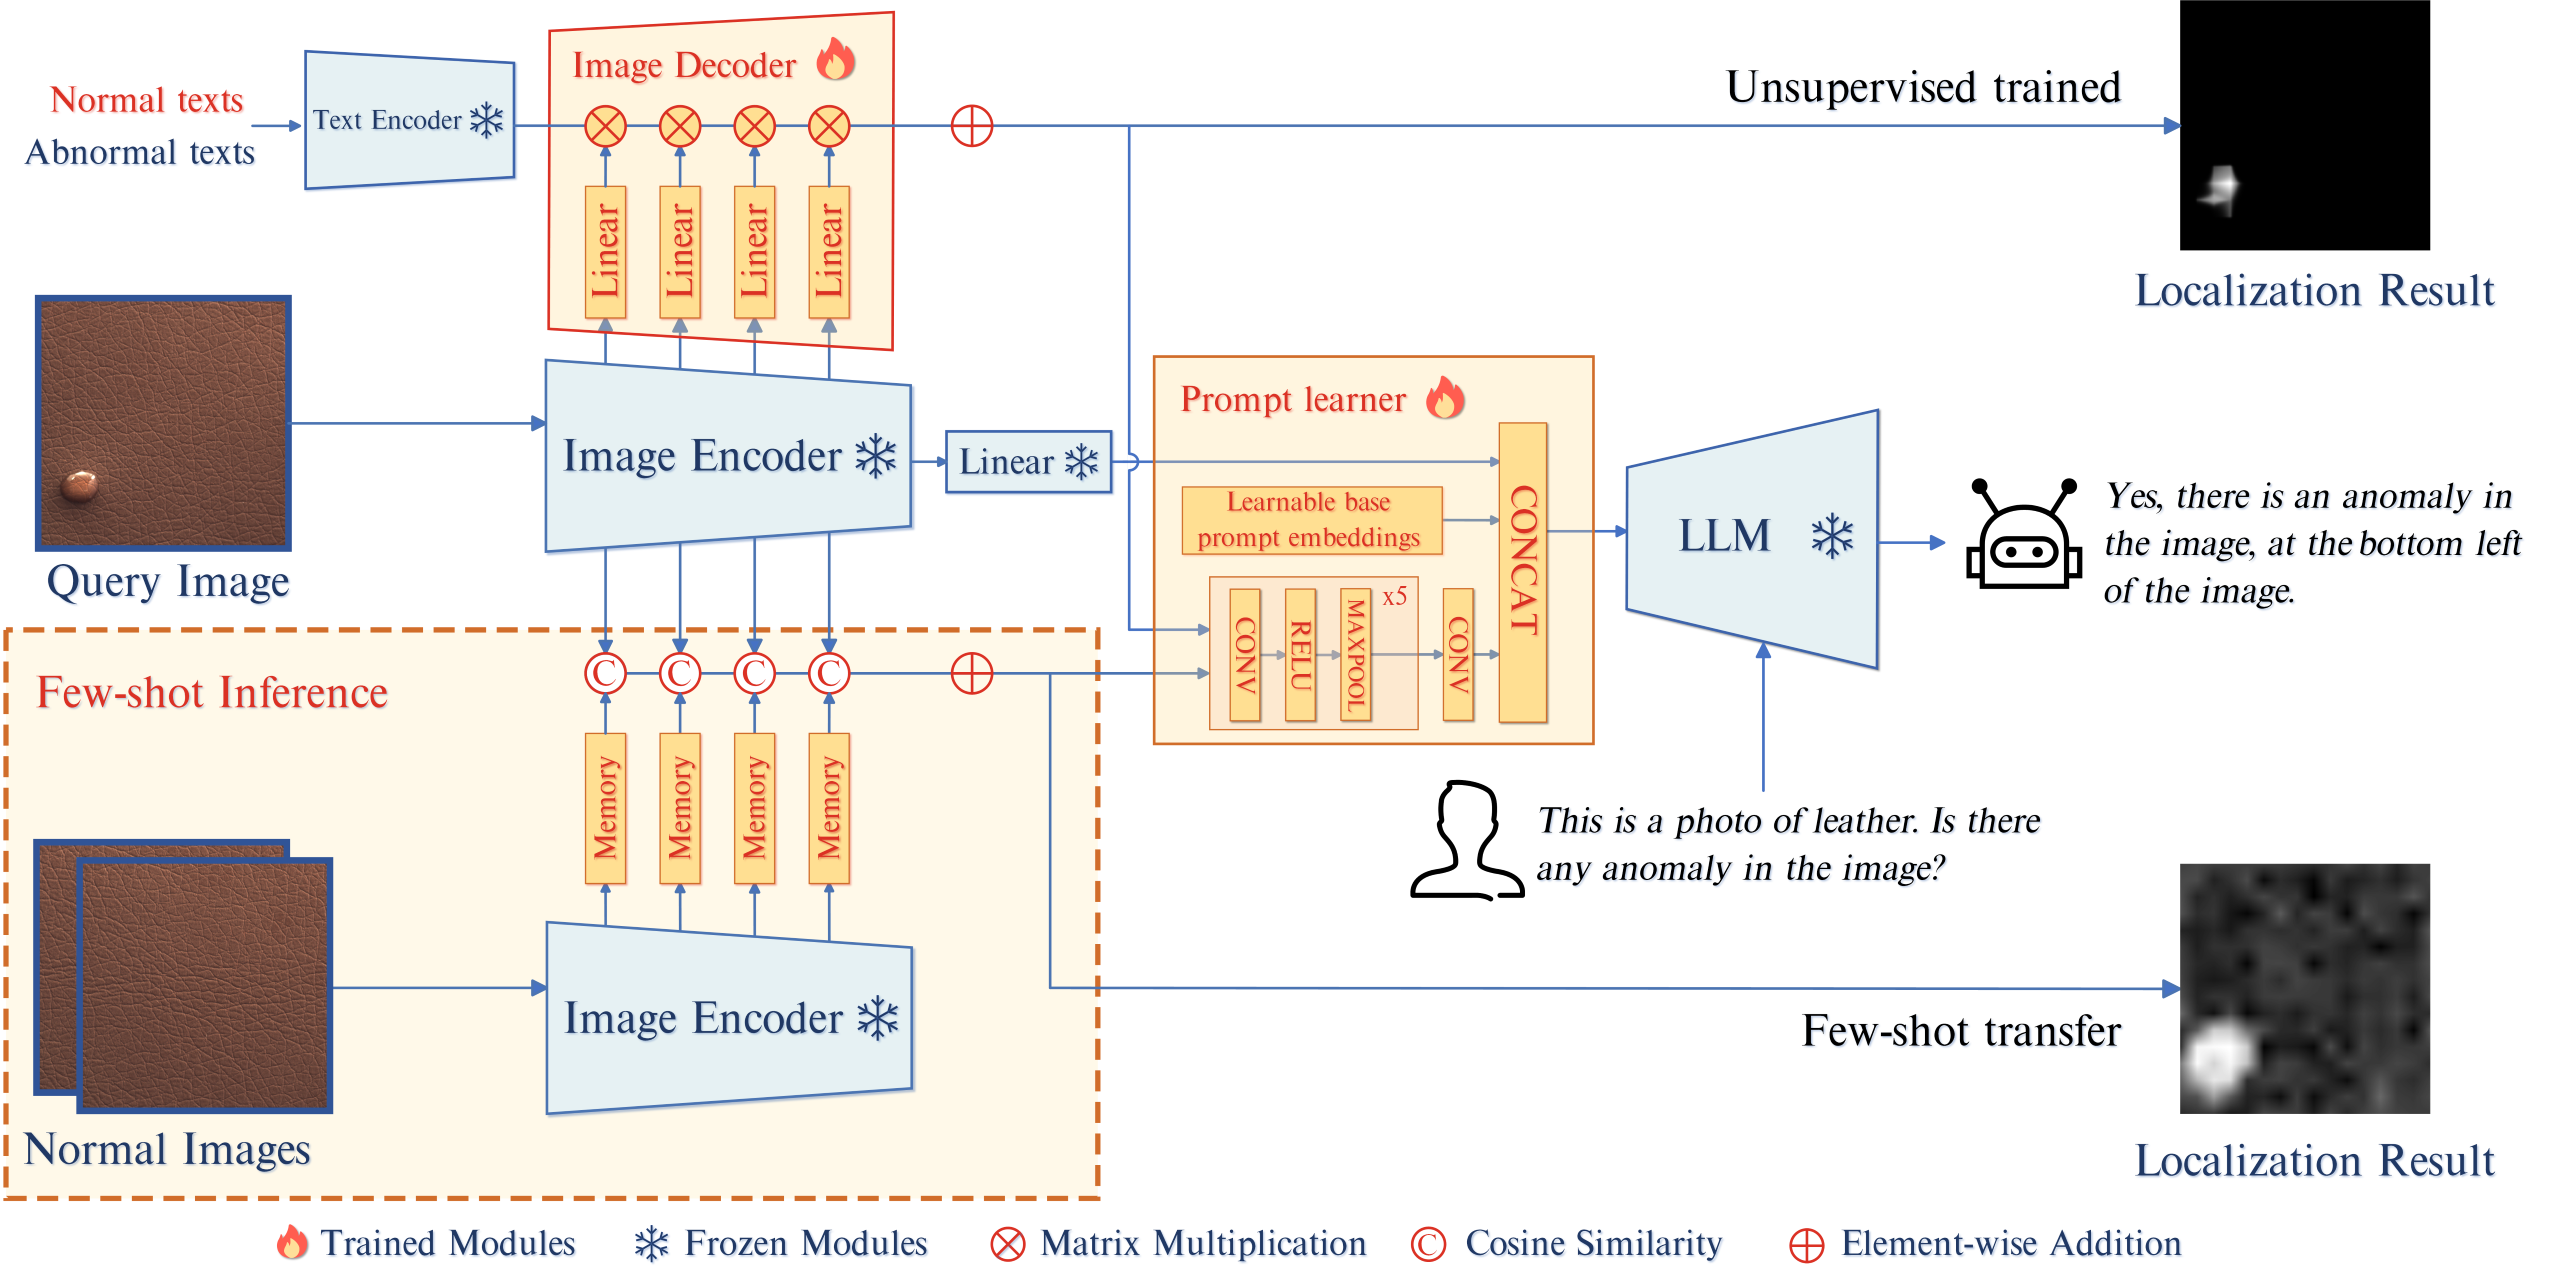 Normal texts
Abnormal texts
Text Encoder
Image Decoder
Linear
Linear
Linear
Linear
Unsupervised trained
Localization Result
Query Image
Image Encoder
Linear
Prompt learner
Learnable base
prompt embeddings
CONV
RELU
MAXPOOL
x5
CONV
CONCAT
LLM
Yes, there is an anomaly in
the image, at the bottom left
of the image.
Few-shot Inference
C
C
C
C
Memory
Memory
Memory
Memory
This is a photo of leather. Is there
any anomaly in the image?
Image Encoder
Normal Images
Few-shot transfer
Localization Result
Trained Modules
Frozen Modules
Matrix Multiplication
C Cosine Similarity
Element-wise Addition